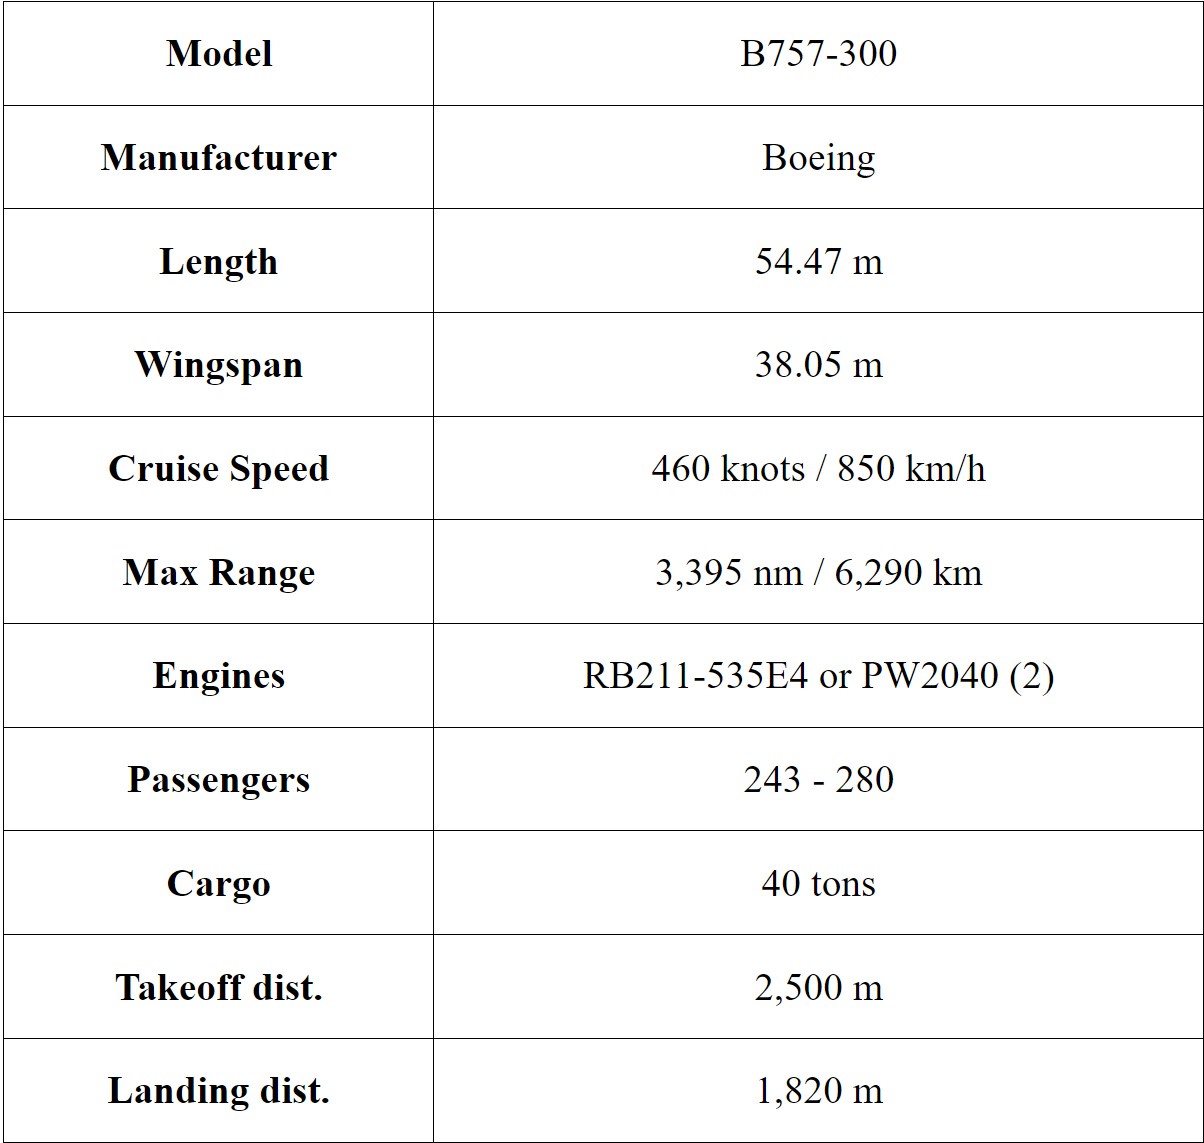 Model B757-300
Manufacturer Boeing
Length 54.47 m
Wingspan 38.05 m
Cruise Speed 460 knots / 850 km/h
Max Range 3,395 nm / 6,290 km
Engines RB211-535E4 or PW2040 (2)
Passengers 243 - 280
Cargo 40 tons
Takeoff dist. 2,500 m
Landing dist. 1,820 m